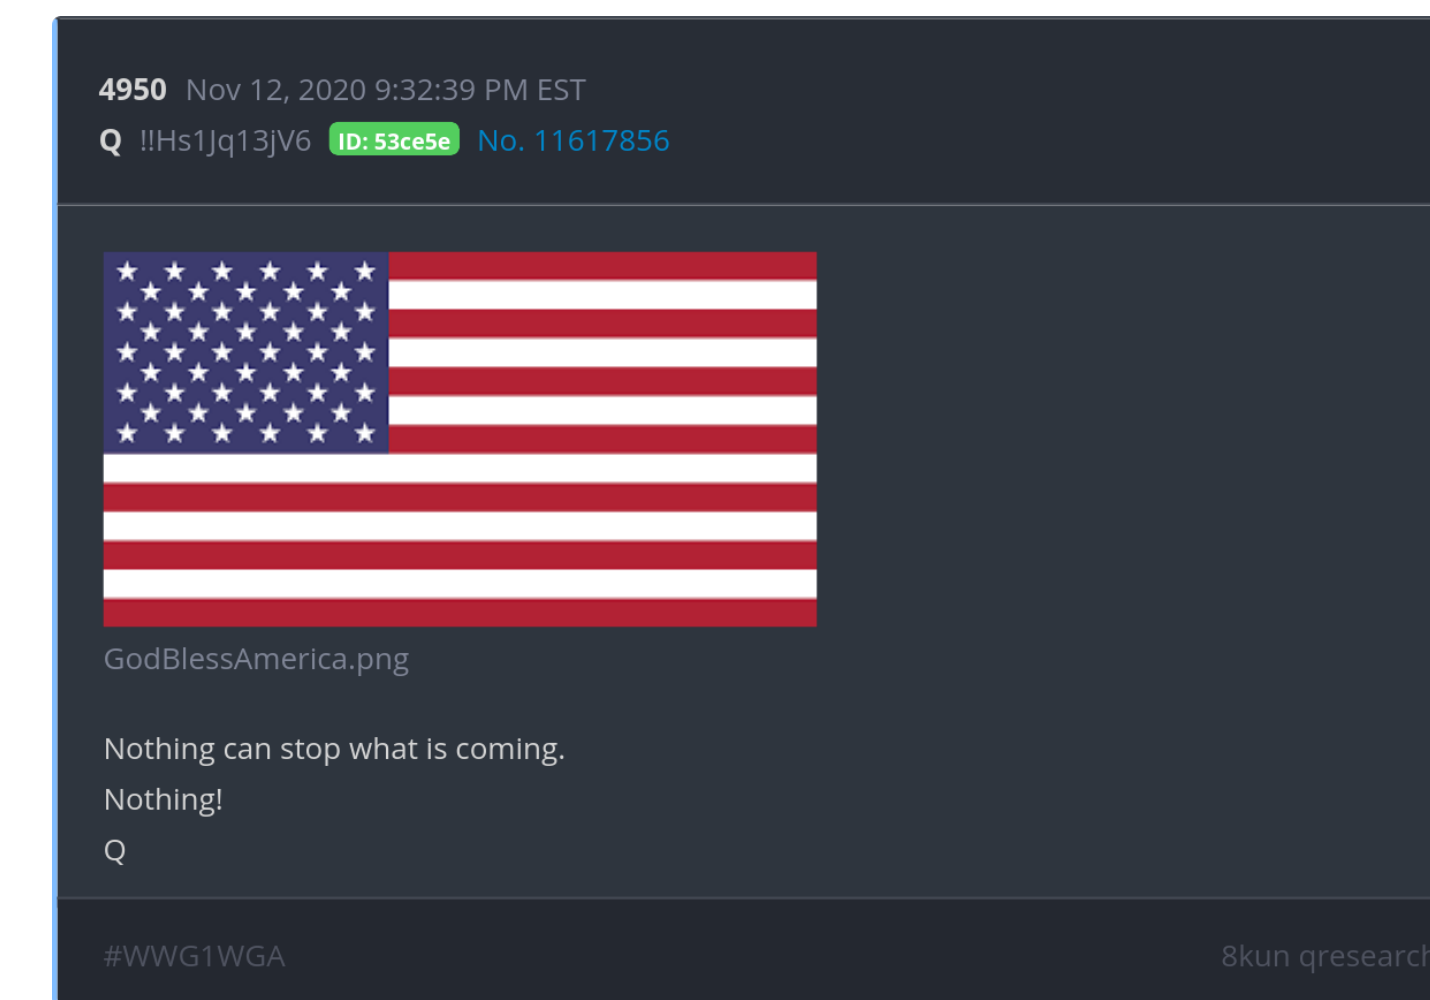 4950 Nov 12, 2020 9:32:39 PM EST
Q !!Hs1Jq13jV6 ID: 53ce5e No. 11617856
GodBlessAmerica.png
Nothing can stop what is coming.
Nothing!
Q
#WWG1WGA 8kun qresearch